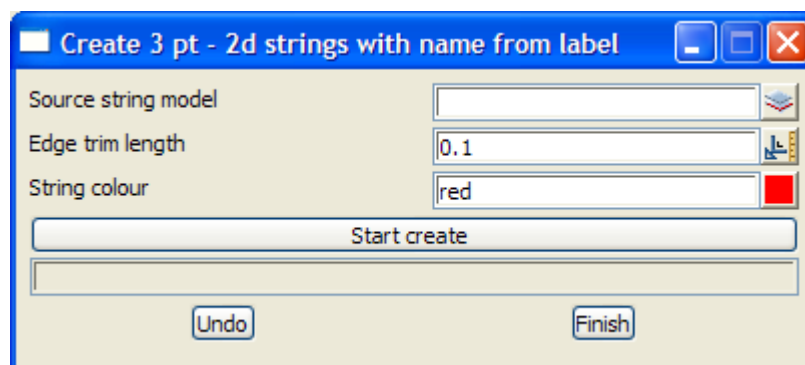 Create 3 pt - 2d strings with name from label
Source string model
Edge trim length 0.1
String colour red
Start create
Undo Finish